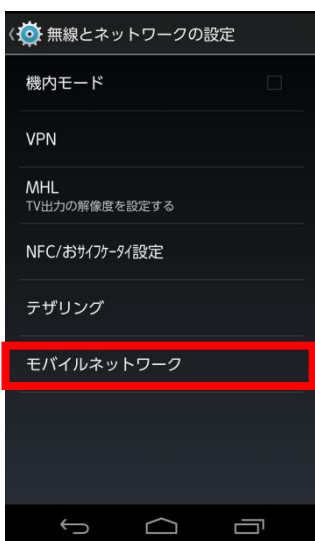 無線とネットワークの設定
機内モード
VPN
MHL
TV出力の解像度を設定する
NFC/おサイフケータイ設定
テザリング
モバイルネットワーク